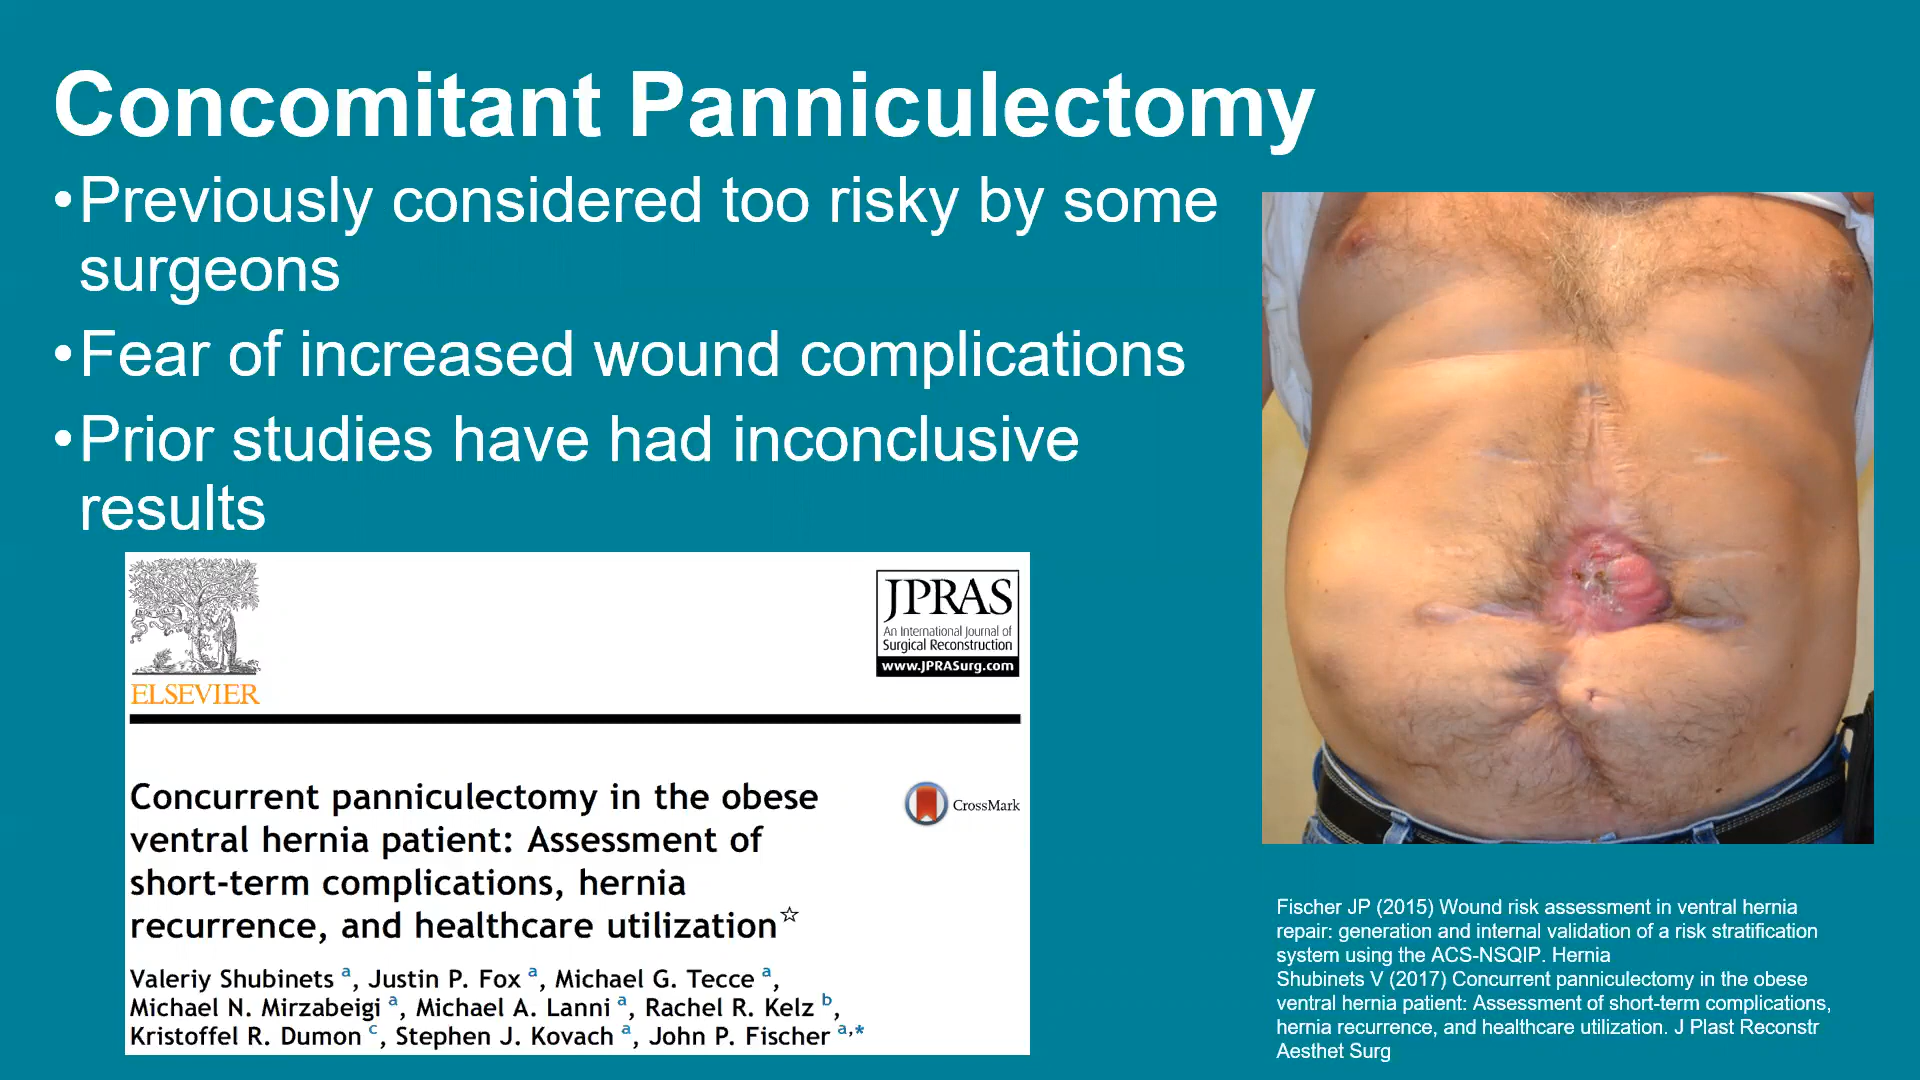 Concomitant Panniculectomy
•Previously considered too risky by some
surgeons
•Fear of increased wound complications
•Prior studies have had inconclusive
results
ELSEVIER
JPRAS
An International Journal of
Surgical Reconstruction
www.JPRASurg.com
Concurrent panniculectomy in the obese
ventral hernia patient: Assessment of
short-term complications, hernia
recurrence, and healthcare utilization☆
CrossMark
Valeriy Shubinets a, Justin P. Fox a, Michael G. Tecce a,
Michael N. Mirzabeigi a, Michael A. Lanni a, Rachel R. Kelz b,
Kristoffel R. Dumon c, Stephen J. Kovach a, John P. Fischer a,*
Fischer JP (2015) Wound risk assessment in ventral hernia
repair: generation and internal validation of a risk stratification
system using the ACS-NSQIP. Hernia
Shubinets V (2017) Concurrent panniculectomy in the obese
ventral hernia patient: Assessment of short-term complications,
hernia recurrence, and healthcare utilization. J Plast Reconstr
Aesthet Surg